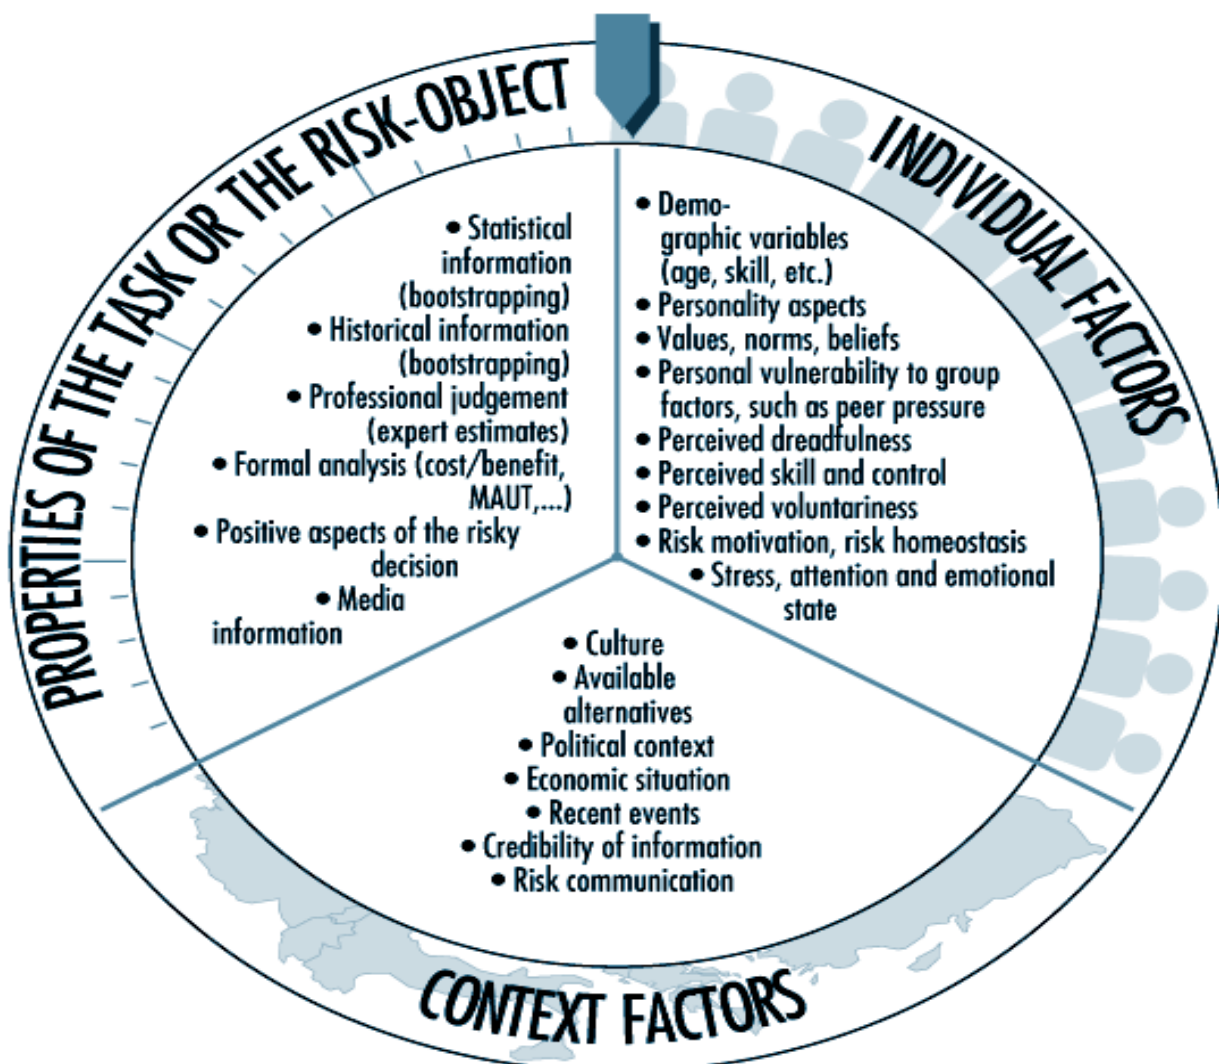 PROPERTIES OF THE TASK OR THE RISK-OBJECT
• Statistical
information
(bootstrapping)
• Historical information
(bootstrapping)
• Professional judgement
(expert estimates)
• Formal analysis (cost/benefit,
MAUT,...)
• Positive aspects of the risky
decision
• Media
information
INDIVIDUAL FACTORS
• Demo-
graphic variables
(age, skill, etc.)
• Personality aspects
• Values, norms, beliefs
• Personal vulnerability to group
factors, such as peer pressure
• Perceived dreadfulness
• Perceived skill and control
• Perceived voluntariness
• Risk motivation, risk homeostasis
• Stress, attention and emotional
state
• Culture
• Available
alternatives
• Political context
• Economic situation
• Recent events
• Credibility of information
• Risk communication
CONTEXT FACTORS